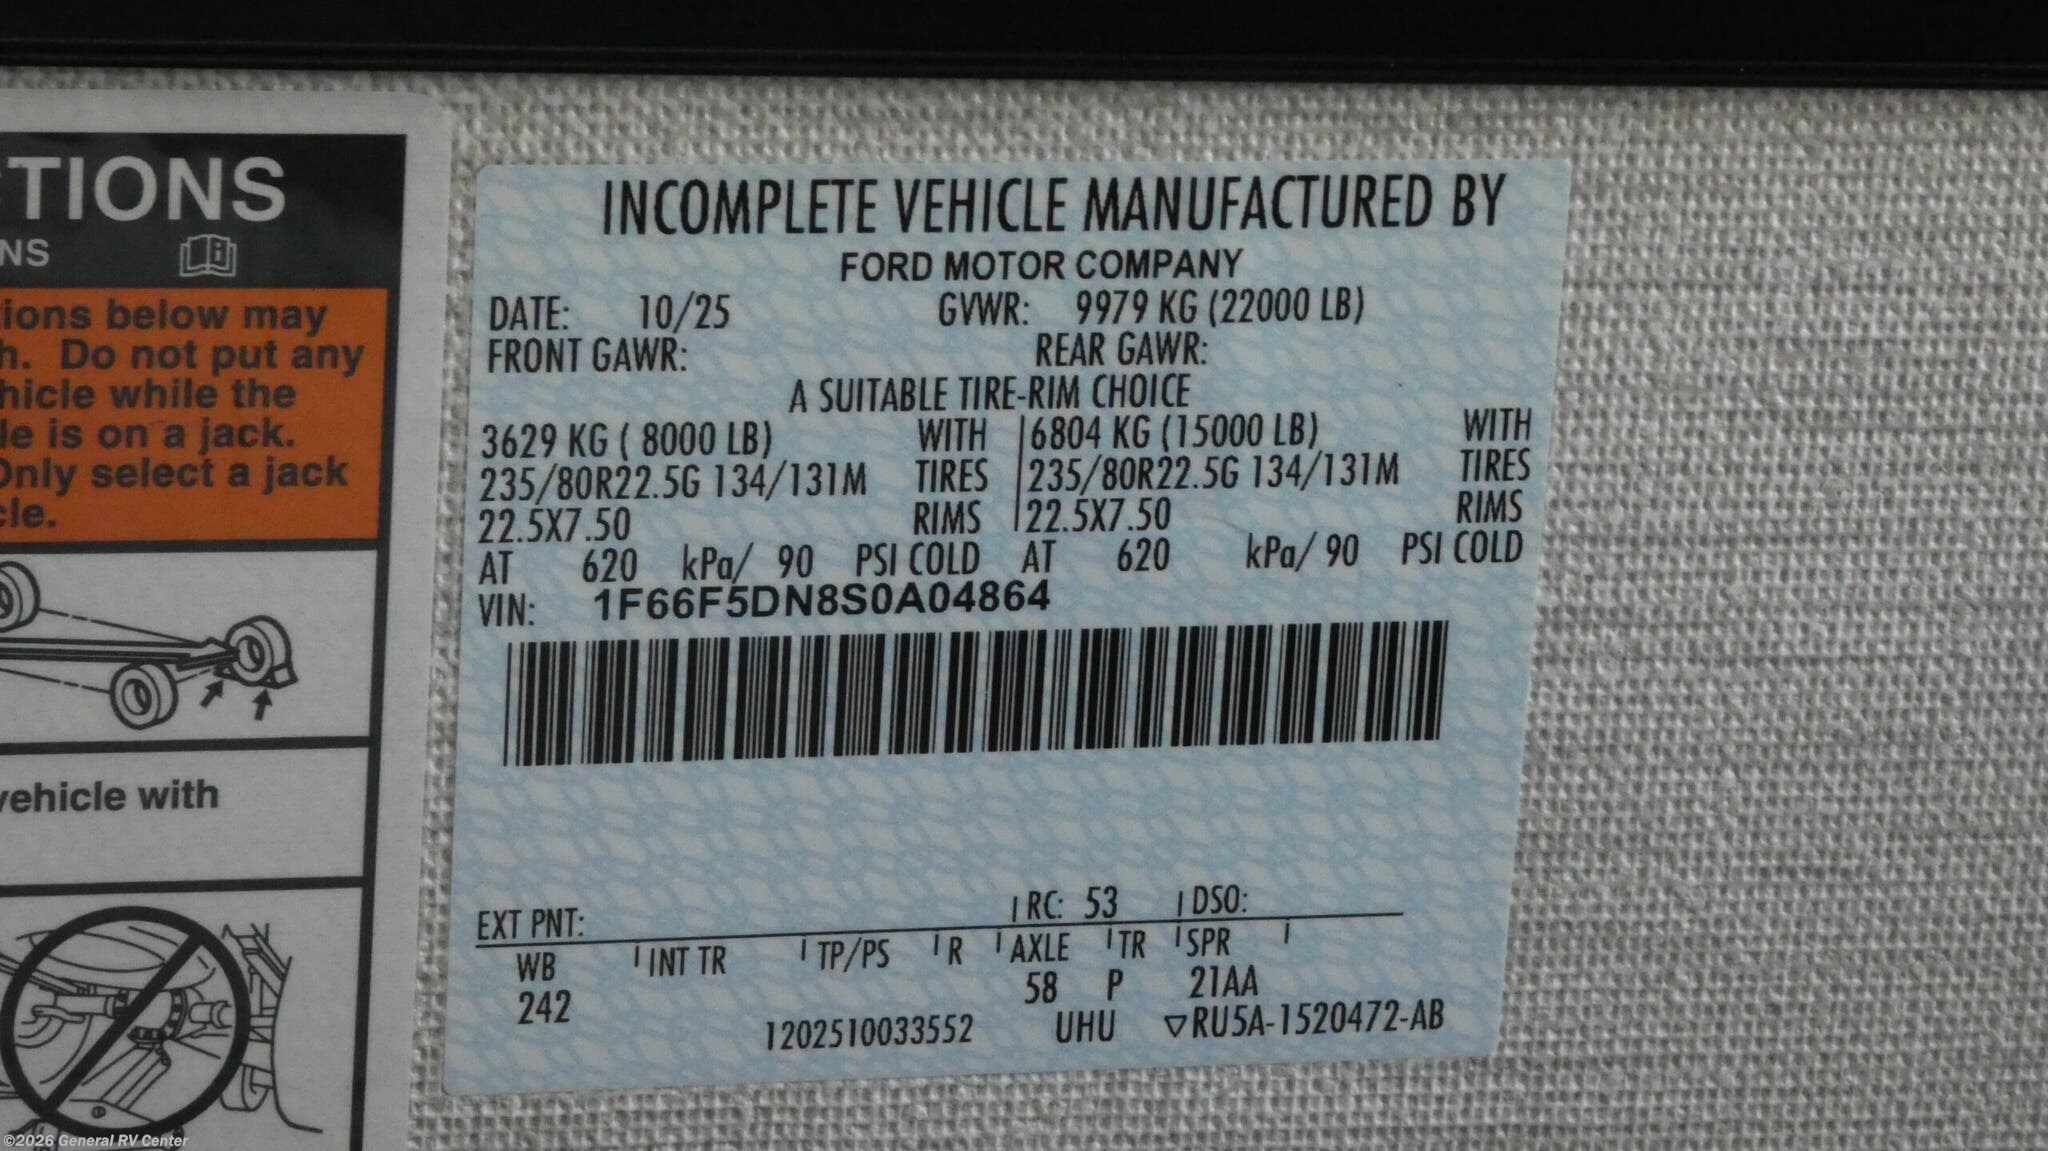 TIONS
NS
ions below may
h. Do not put any
hicle while the
le is on a jack.
Only select a jack
cle.
vehicle with
INCOMPLETE VEHICLE MANUFACTURED BY
FORD MOTOR COMPANY
DATE: 10/25 GVWR: 9979 KG (22000 LB)
FRONT GAWR: REAR GAWR:
A SUITABLE TIRE-RIM CHOICE
3629 KG ( 8000 LB) WITH 6804 KG (15000 LB) WITH
235/80R22.5G 134/131M TIRES 235/80R22.5G 134/131M TIRES
22.5X7.50 RIMS 22.5X7.50 RIMS
AT 620 kPa/ 90 PSI COLD AT 620 kPa/ 90 PSI COLD
VIN: 1F66F5DN8S0A04864
EXT PNT: RC: 53 DSO:
WB INT TR TP/PS R AXLE TR SPR
242 58 P 21AA
1202510033552 UHU ▽RU5A-1520472-AB
©2026 General RV Center